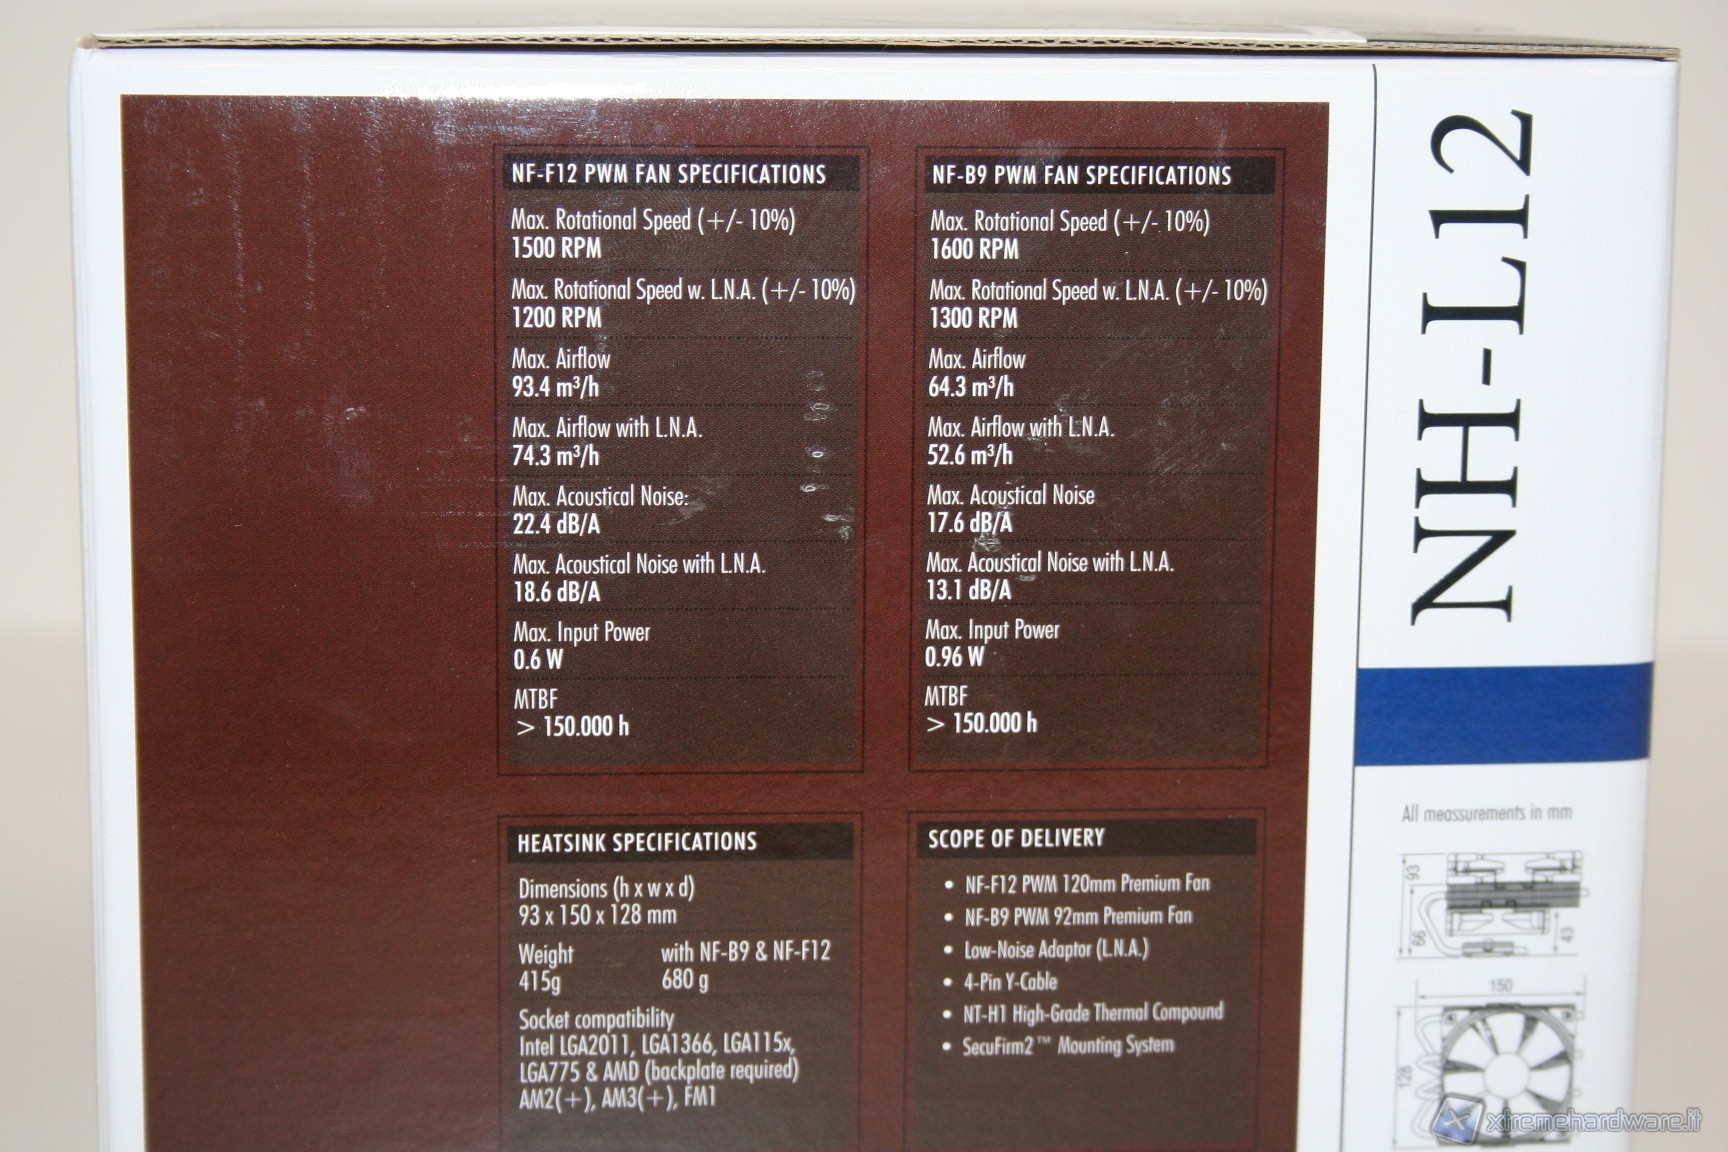 NF-F12 PWM FAN SPECIFICATIONS
Max. Rotational Speed (+/- 10%)
1500 RPM
Max. Rotational Speed w. L.N.A. (+/- 10%)
1200 RPM
Max. Airflow
93.4 m³/h
Max. Airflow with L.N.A.
74.3 m³/h
Max. Acoustical Noise:
22.4 dB/A
Max. Acoustical Noise with L.N.A.
18.6 dB/A
Max. Input Power
0.6 W
MTBF
> 150.000 h
NF-B9 PWM FAN SPECIFICATIONS
Max. Rotational Speed (+/- 10%)
1600 RPM
Max. Rotational Speed w. L.N.A. (+/- 10%)
1300 RPM
Max. Airflow
64.3 m³/h
Max. Airflow with L.N.A.
52.6 m³/h
Max. Acoustical Noise
17.6 dB/A
Max. Acoustical Noise with L.N.A.
13.1 dB/A
Max. Input Power
0.96 W
MTBF
> 150.000 h
HEATSINK SPECIFICATIONS
Dimensions (h x w x d)
93 x 150 x 128 mm
Weight with NF-B9 & NF-F12
415g 680 g
Socket compatibility
Intel LGA2011, LGA1366, LGA115x,
LGA775 & AMD (backplate required)
AM2(+), AM3(+), FM1
SCOPE OF DELIVERY
• NF-F12 PWM 120mm Premium Fan
• NF-B9 PWM 92mm Premium Fan
• Low-Noise Adaptor (L.N.A.)
• 4-Pin Y-Cable
• NT-H1 High-Grade Thermal Compound
• SecuFirm2™ Mounting System
NH-L12
All meassurements in mm
93
66
43
150
128
xtremehardware.it